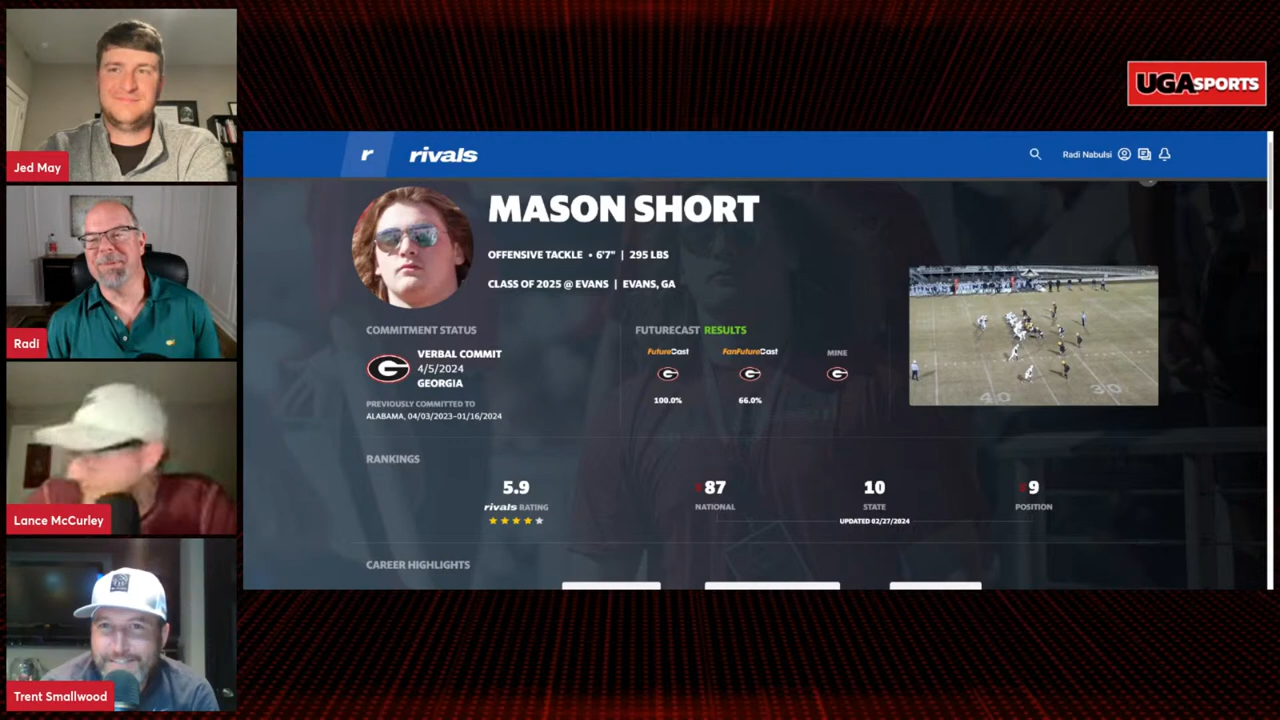 Jed May
Radi
Lance McCurley
Trent Smallwood
UGASPORTS
r
rivals
Radi Nabulsi
MASON SHORT
OFFENSIVE TACKLE • 6'7" | 295 LBS
CLASS OF 2025 @ EVANS | EVANS, GA
COMMITMENT STATUS
G
VERBAL COMMIT
4/5/2024
GEORGIA
PREVIOUSLY COMMITTED TO
ALABAMA, 04/03/2023-01/16/2024
FUTURECAST RESULTS
FutureCast
FanFutureCast
MINE
G
G
G
100.0%
66.0%
40
30
RANKINGS
5.9
87
10
9
rivals RATING
NATIONAL
STATE
POSITION
UPDATED 02/27/2024
CAREER HIGHLIGHTS